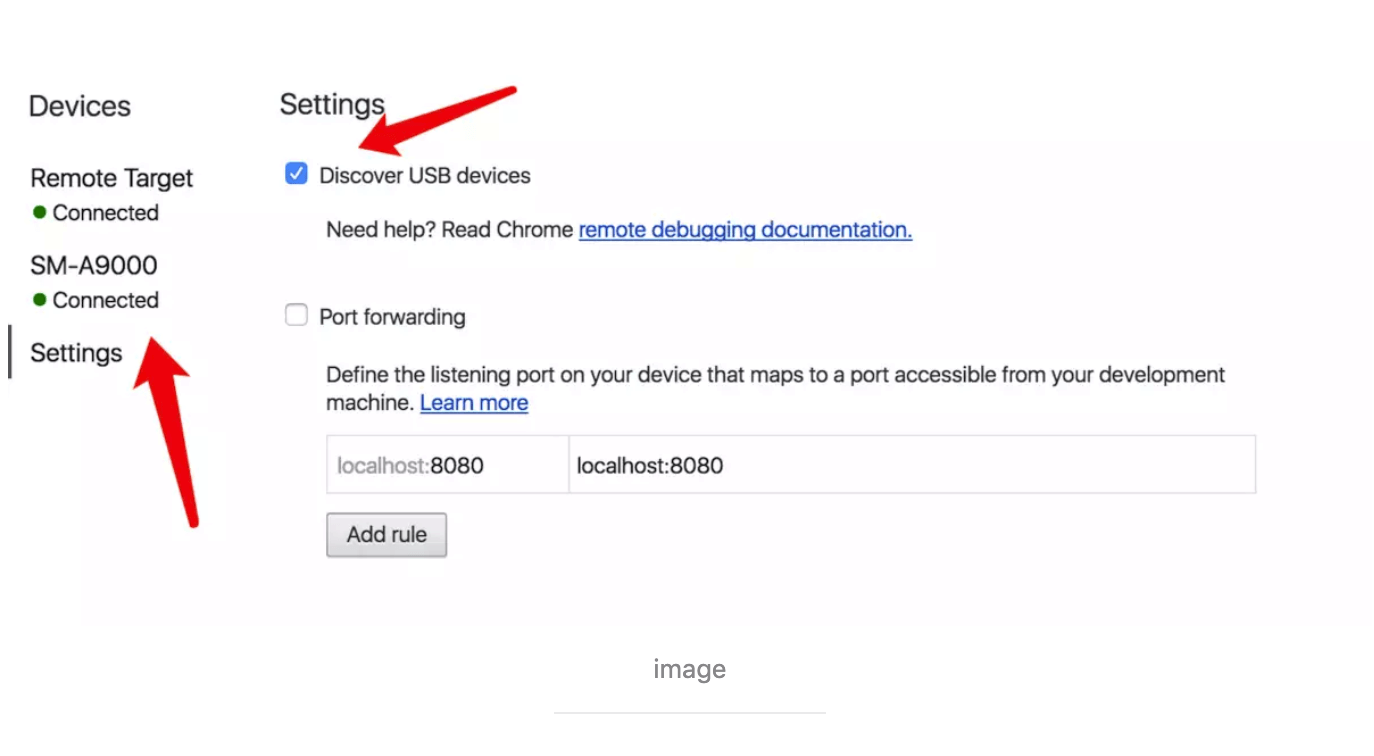 Devices
Remote Target
Connected
SM-A9000
Connected
Settings
Settings
Discover USB devices
Need help? Read Chrome remote debugging documentation.
Port forwarding
Define the listening port on your device that maps to a port accessible from your development
machine. Learn more
localhost:8080 localhost:8080
Add rule
image